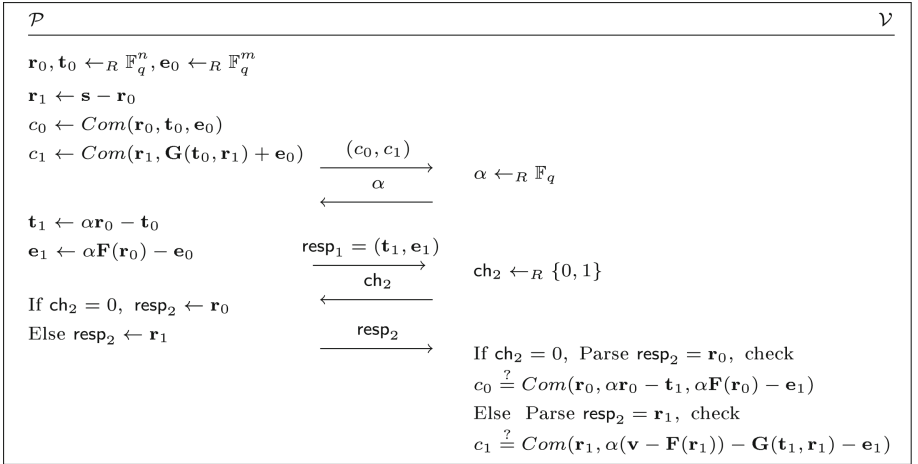 𝒫 𝒱
r₀, t₀ ←_R 𝔽_q^n, e₀ ←_R 𝔽_q^m
r₁ ← s − r₀
c₀ ← Com(r₀, t₀, e₀)
c₁ ← Com(r₁, G(t₀, r₁) + e₀) (c₀, c₁)
α ←_R 𝔽_q
α
t₁ ← αr₀ − t₀
e₁ ← αF(r₀) − e₀ resp₁ = (t₁, e₁)
ch₂ ←_R {0, 1}
ch₂
If ch₂ = 0, resp₂ ← r₀
Else resp₂ ← r₁ resp₂
If ch₂ = 0, Parse resp₂ = r₀, check
c₀ ≟ Com(r₀, αr₀ − t₁, αF(r₀) − e₁)
Else Parse resp₂ = r₁, check
c₁ ≟ Com(r₁, α(v − F(r₁)) − G(t₁, r₁) − e₁)